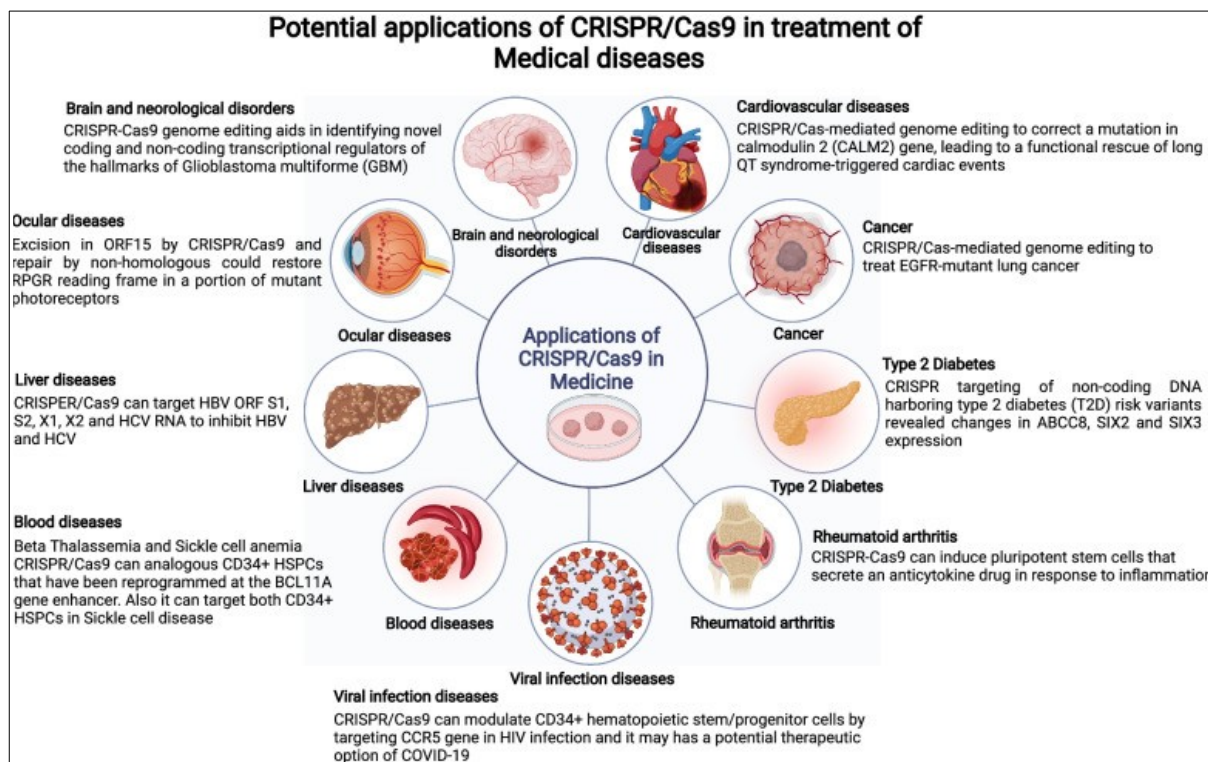 Potential applications of CRISPR/Cas9 in treatment of
Medical diseases
Brain and neorological disorders
CRISPR-Cas9 genome editing aids in identifying novel
coding and non-coding transcriptional regulators of
the hallmarks of Glioblastoma multiforme (GBM)
Cardiovascular diseases
CRISPR/Cas-mediated genome editing to correct a mutation in
calmodulin 2 (CALM2) gene, leading to a functional rescue of long
QT syndrome-triggered cardiac events
Ocular diseases
Excision in ORF15 by CRISPR/Cas9 and
repair by non-homologous could restore
RPGR reading frame in a portion of mutant
photoreceptors
Brain and neorological
disorders
Cardiovascular
diseases
Cancer
CRISPR/Cas-mediated genome editing to
treat EGFR-mutant lung cancer
Ocular diseases
Cancer
Applications of
CRISPR/Cas9 in
Medicine
Liver diseases
CRISPER/Cas9 can target HBV ORF S1,
S2, X1, X2 and HCV RNA to inhibit HBV
and HCV
Type 2 Diabetes
CRISPR targeting of non-coding DNA
harboring type 2 diabetes (T2D) risk variants
revealed changes in ABCC8, SIX2 and SIX3
expression
Liver diseases
Type 2 Diabetes
Blood diseases
Beta Thalassemia and Sickle cell anemia
CRISPR/Cas9 can analogous CD34+ HSPCs
that have been reprogrammed at the BCL11A
gene enhancer. Also it can target both CD34+
HSPCs in Sickle cell disease
Rheumatoid arthritis
CRISPR-Cas9 can induce pluripotent stem cells that
secrete an anticytokine drug in response to inflammation
Blood diseases
Rheumatoid arthritis
Viral infection diseases
Viral infection diseases
CRISPR/Cas9 can modulate CD34+ hematopoietic stem/progenitor cells by
targeting CCR5 gene in HIV infection and it may has a potential therapeutic
option of COVID-19